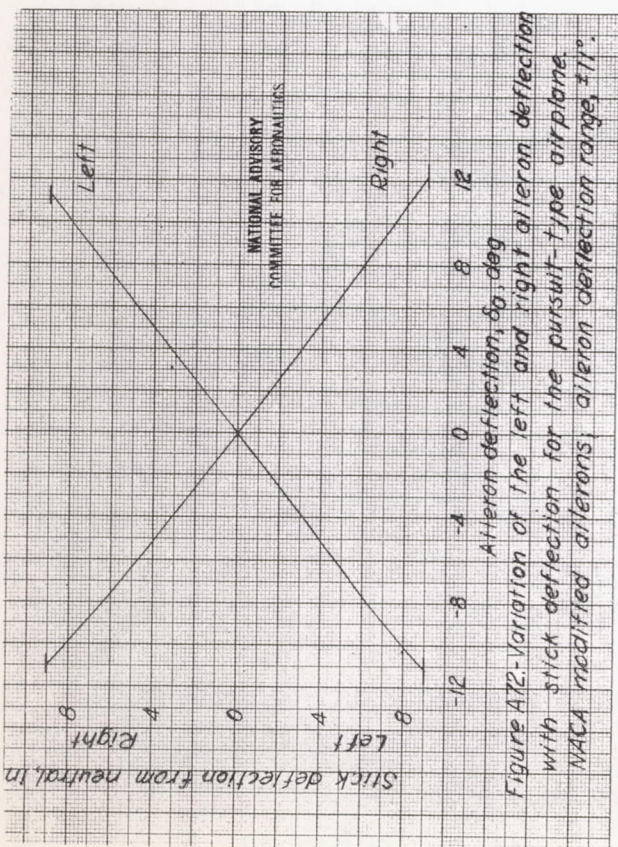 Stick deflection from neutral, in
Right
Left
8
4
0
4
8
Left
NATIONAL ADVISORY
COMMITTEE FOR AERONAUTICS
Right
-12 -8 -4 0 4 8 12
Aileron deflection, δa, deg
Figure A72.-Variation of the left and right aileron deflection
with stick deflection for the pursuit-type airplane.
NACA modified ailerons; aileron deflection range, ±11°.